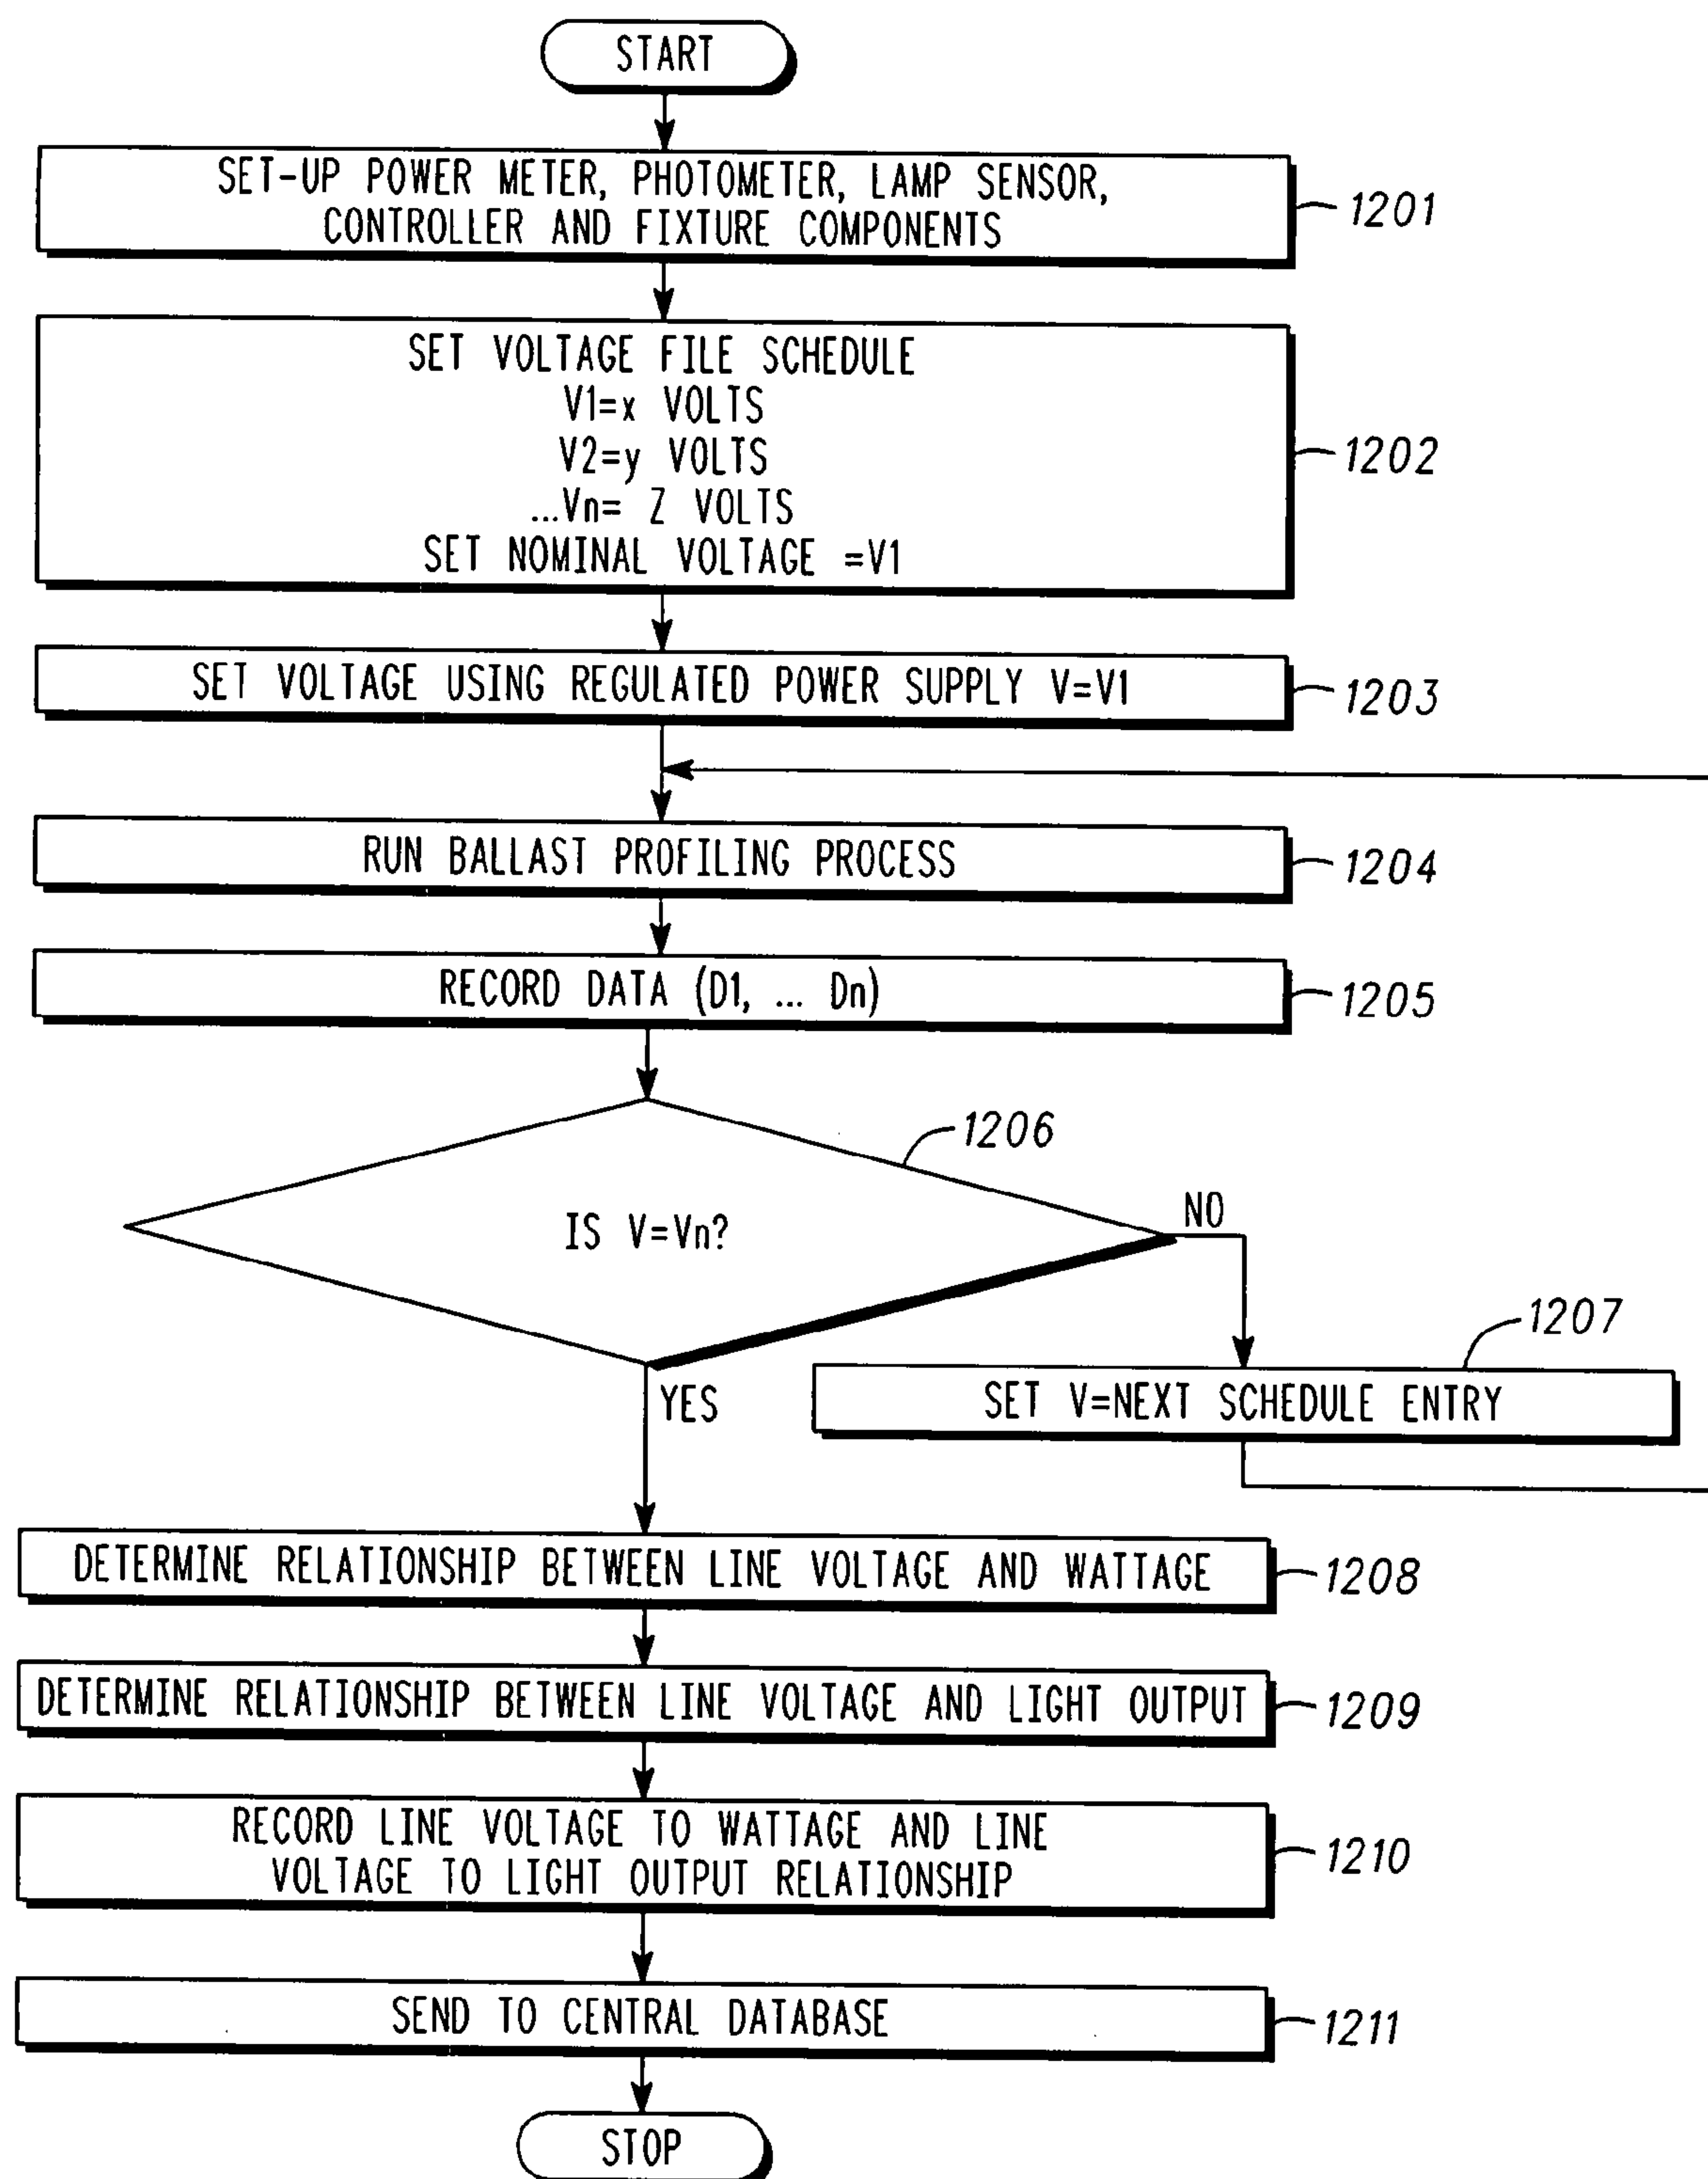 START
SET-UP POWER METER, PHOTOMETER, LAMP SENSOR,
CONTROLLER AND FIXTURE COMPONENTS
1201
SET VOLTAGE FILE SCHEDULE
V1=x VOLTS
V2=y VOLTS
...Vn= Z VOLTS
SET NOMINAL VOLTAGE =V1
1202
SET VOLTAGE USING REGULATED POWER SUPPLY V=V1
1203
RUN BALLAST PROFILING PROCESS
1204
RECORD DATA (D1, ... Dn)
1205
1206
IS V=Vn?
NO
1207
YES
SET V=NEXT SCHEDULE ENTRY
DETERMINE RELATIONSHIP BETWEEN LINE VOLTAGE AND WATTAGE
1208
DETERMINE RELATIONSHIP BETWEEN LINE VOLTAGE AND LIGHT OUTPUT
1209
RECORD LINE VOLTAGE TO WATTAGE AND LINE
VOLTAGE TO LIGHT OUTPUT RELATIONSHIP
1210
SEND TO CENTRAL DATABASE
1211
STOP